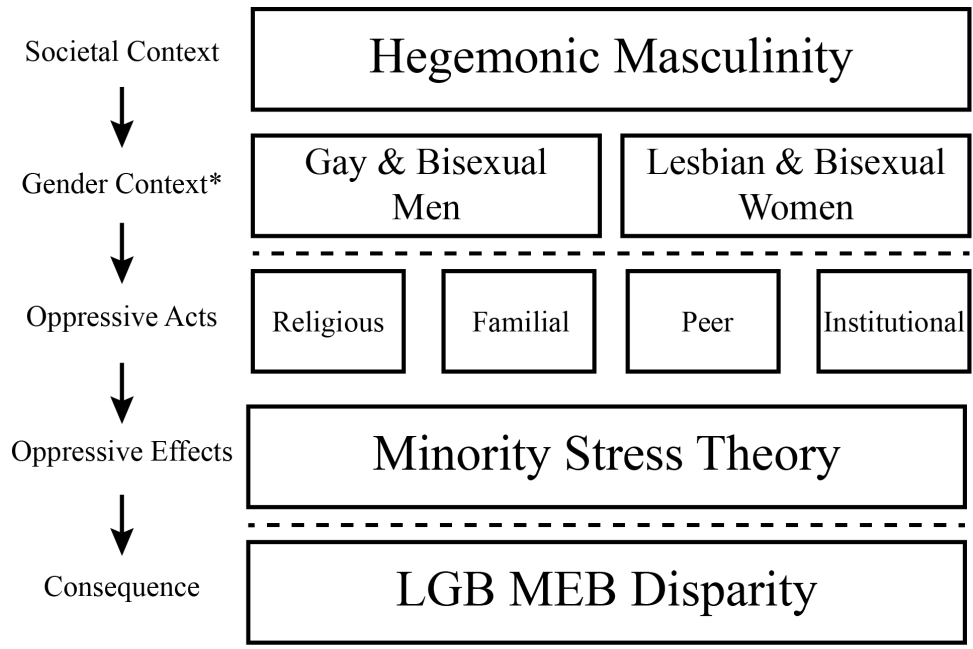 Societal Context
Hegemonic Masculinity
Gender Context*
Gay & Bisexual
Men
Lesbian & Bisexual
Women
Oppressive Acts
Religious
Familial
Peer
Institutional
Oppressive Effects
Minority Stress Theory
Consequence
LGB MEB Disparity